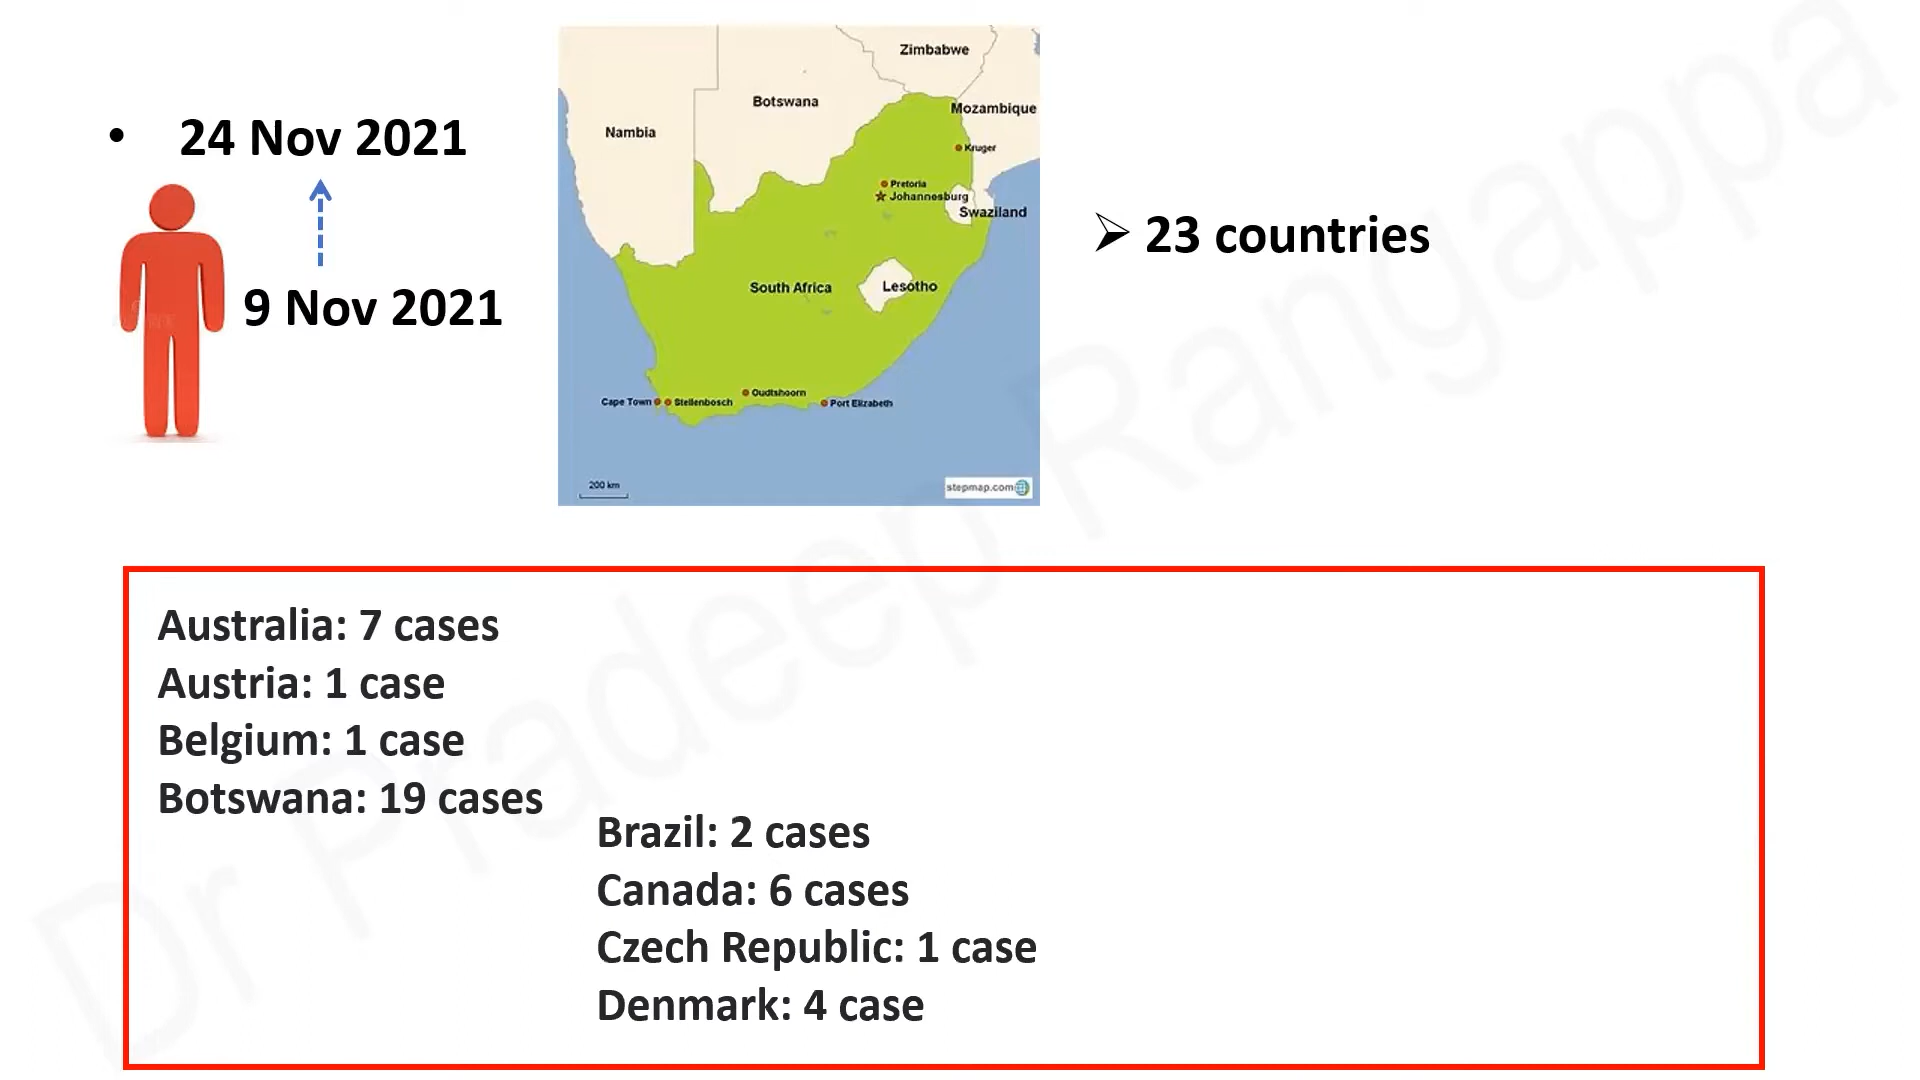 • 24 Nov 2021
9 Nov 2021
Zimbabwe
Botswana
Mozambique
Nambia
Kruger
Pretoria
Johannesburg
Swaziland
South Africa
Lesotho
Oudtshoorn
Cape Town
Stellenbosch
Port Elizabeth
200 km
stepmap.com
➢ 23 countries
Australia: 7 cases
Austria: 1 case
Belgium: 1 case
Botswana: 19 cases
Brazil: 2 cases
Canada: 6 cases
Czech Republic: 1 case
Denmark: 4 case
Dr Pradeep Rangappa